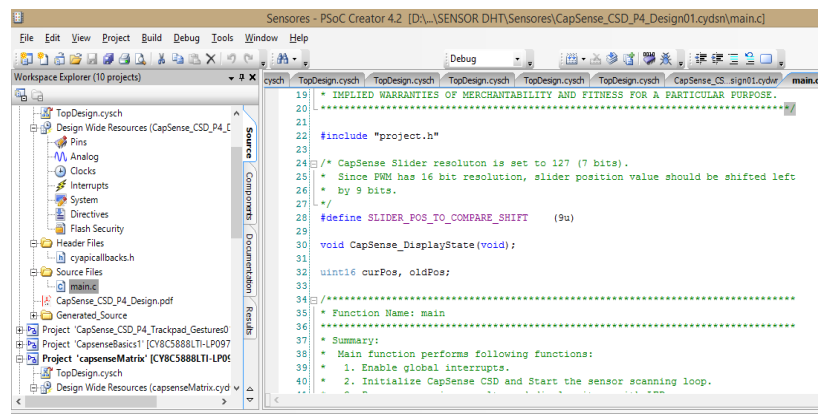 Sensores - PSoC Creator 4.2 [D:\...\SENSOR DHT\Sensores\CapSense_CSD_P4_Design01.cydsn\main.c]
File Edit View Project Build Debug Tools Window Help
Debug
Workspace Explorer (10 projects)
cysch TopDesign.cysch TopDesign.cysch TopDesign.cysch TopDesign.cysch TopDesign.cysch CapSense_CS...sign01.cydwr main.c
TopDesign.cysch
Design Wide Resources (CapSense_CSD_P4_D
Pins
Analog
Clocks
Interrupts
System
Directives
Flash Security
Header Files
cyapicallbacks.h
Source Files
main.c
CapSense_CSD_P4_Design.pdf
Generated_Source
Project 'CapSense_CSD_P4_Trackpad_Gestures0
Project 'CapsenseBasics1' [CY8C5888LTI-LP097
Project 'capsenseMatrix' [CY8C5888LTI-LP09
TopDesign.cysch
Design Wide Resources (capsenseMatrix.cyd
Source
Components
Documentation
Results
19 * IMPLIED WARRANTIES OF MERCHANTABILITY AND FITNESS FOR A PARTICULAR PURPOSE.
20 *******************************************************************************/
21
22 #include "project.h"
23
24 /* CapSense Slider resoluton is set to 127 (7 bits).
25 * Since PWM has 16 bit resolution, slider position value should be shifted left
26 * by 9 bits.
27 */
28 #define SLIDER_POS_TO_COMPARE_SHIFT (9u)
29
30 void CapSense_DisplayState(void);
31
32 uint16 curPos, oldPos;
33
34 /*******************************************************************************
35 * Function Name: main
36 ********************************************************************************
37 * Summary:
38 * Main function performs following functions:
39 * 1. Enable global interrupts.
40 * 2. Initialize CapSense CSD and Start the sensor scanning loop.